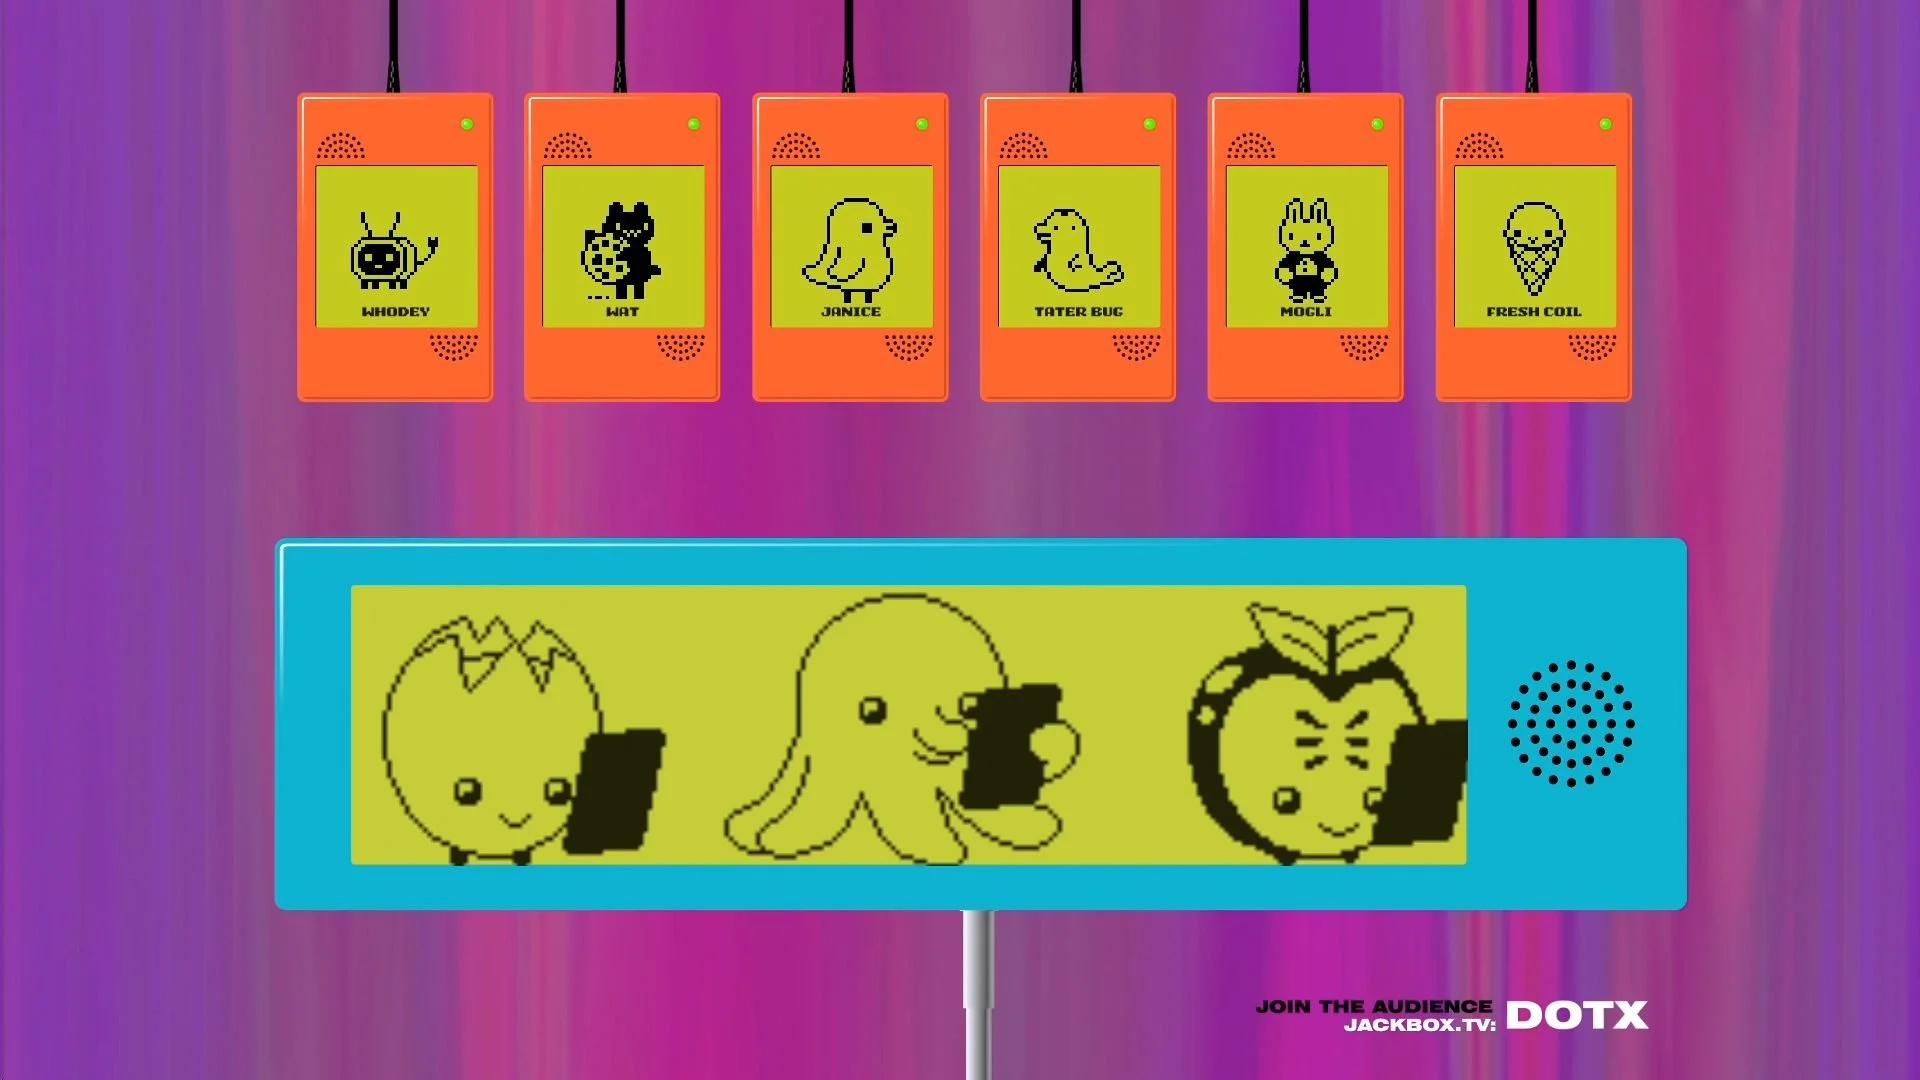 WHODEY
WAT
JANICE
TATER BUG
MOGLI
FRESH COIL
JOIN THE AUDIENCE
JACKBOX.TV: DOTX